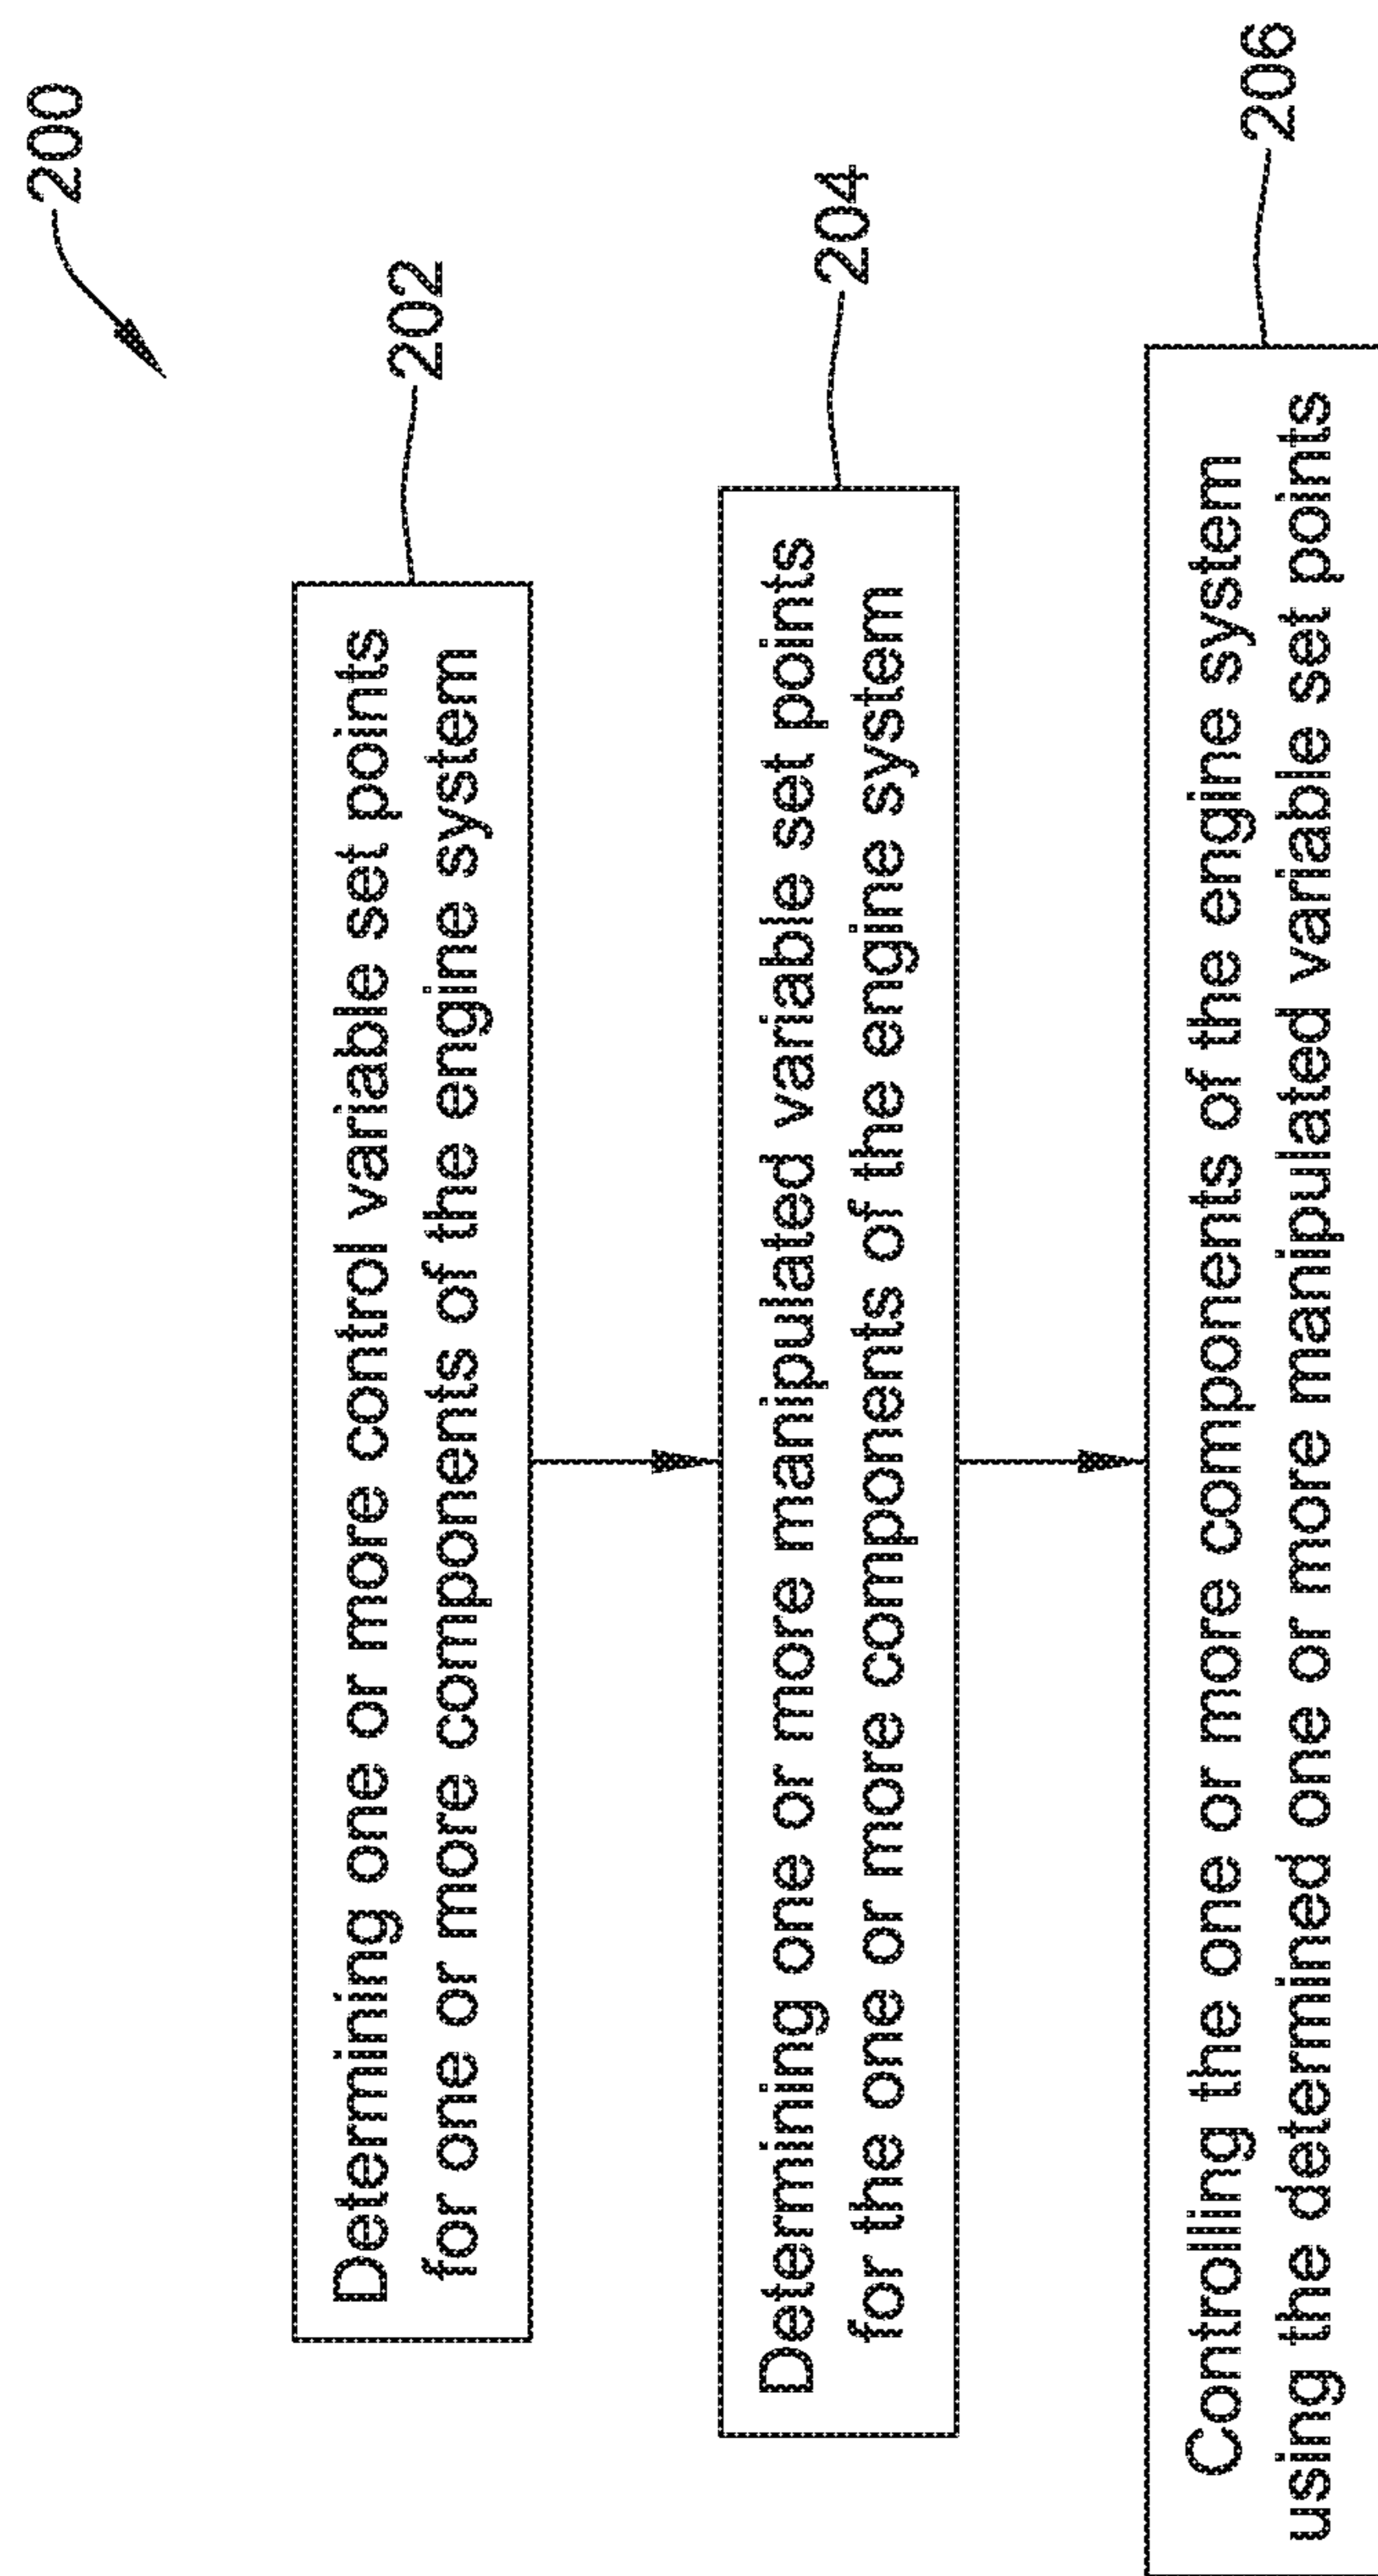 200
202
Determining one or more control variable set points
for one or more components of the engine system
204
Determining one or more manipulated variable set points
for the one or more components of the engine system
206
Controlling the one or more components of the engine system
using the determined one or more manipulated variable set points